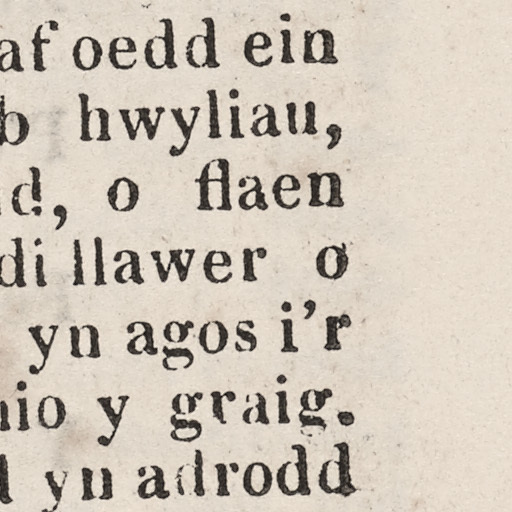 af oedd ein
b hwyliau,
d, o flaen
di llawer o
yn agos i'r
nio y graig.
yn adrodd